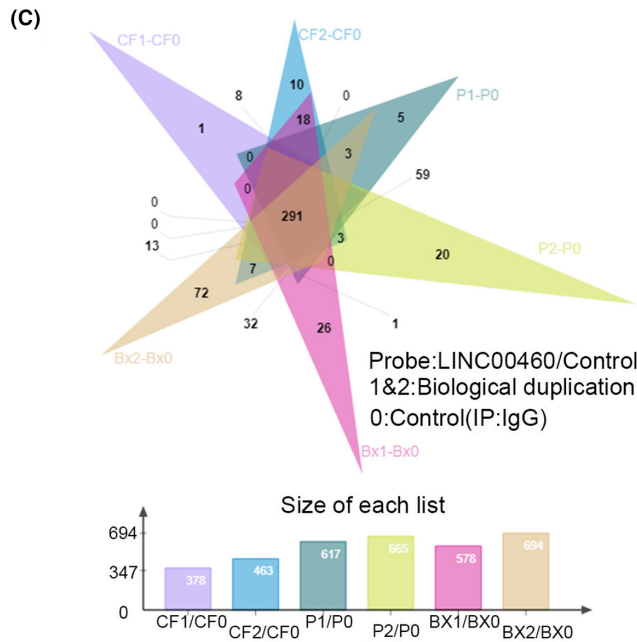 (C)
CF1-CF0
CF2-CF0
P1-P0
P2-P0
Bx1-Bx0
Bx2-Bx0
10
8
0
18
5
1
3
0
59
0
0
291
0
3
13
20
7
0
72
32
26
1
Probe:LINC00460/Control
1&2:Biological duplication
0:Control(IP:IgG)
Size of each list
694
347
0
378
463
617
665
578
694
CF1/CF0
CF2/CF0
P1/P0
P2/P0
BX1/BX0
BX2/BX0